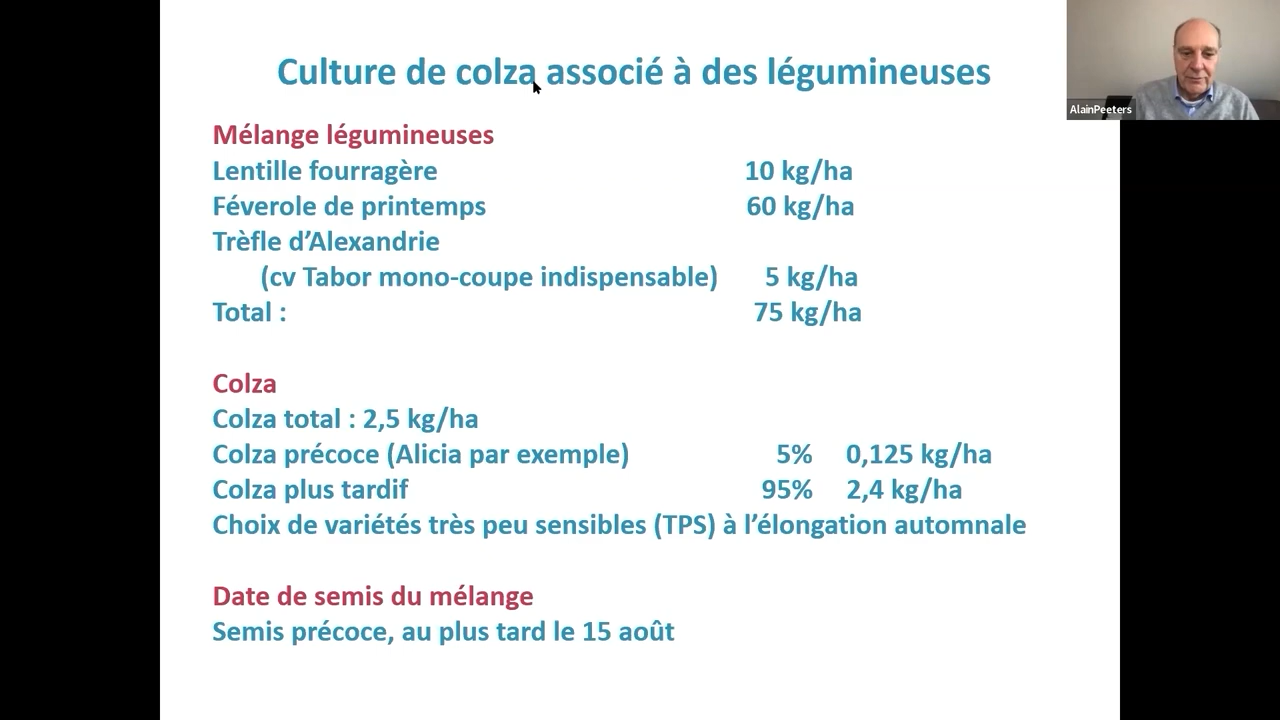 Culture de colza associé à des légumineuses
AlainPeeters
Mélange légumineuses
Lentille fourragère 10 kg/ha
Féverole de printemps 60 kg/ha
Trèfle d’Alexandrie
(cv Tabor mono-coupe indispensable) 5 kg/ha
Total : 75 kg/ha
Colza
Colza total : 2,5 kg/ha
Colza précoce (Alicia par exemple) 5% 0,125 kg/ha
Colza plus tardif 95% 2,4 kg/ha
Choix de variétés très peu sensibles (TPS) à l’élongation automnale
Date de semis du mélange
Semis précoce, au plus tard le 15 août